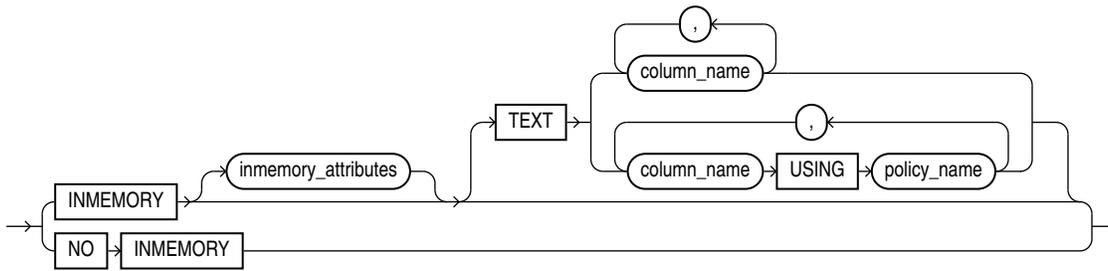 ,
column_name
TEXT
,
column_name USING policy_name
inmemory_attributes
INMEMORY
NO INMEMORY